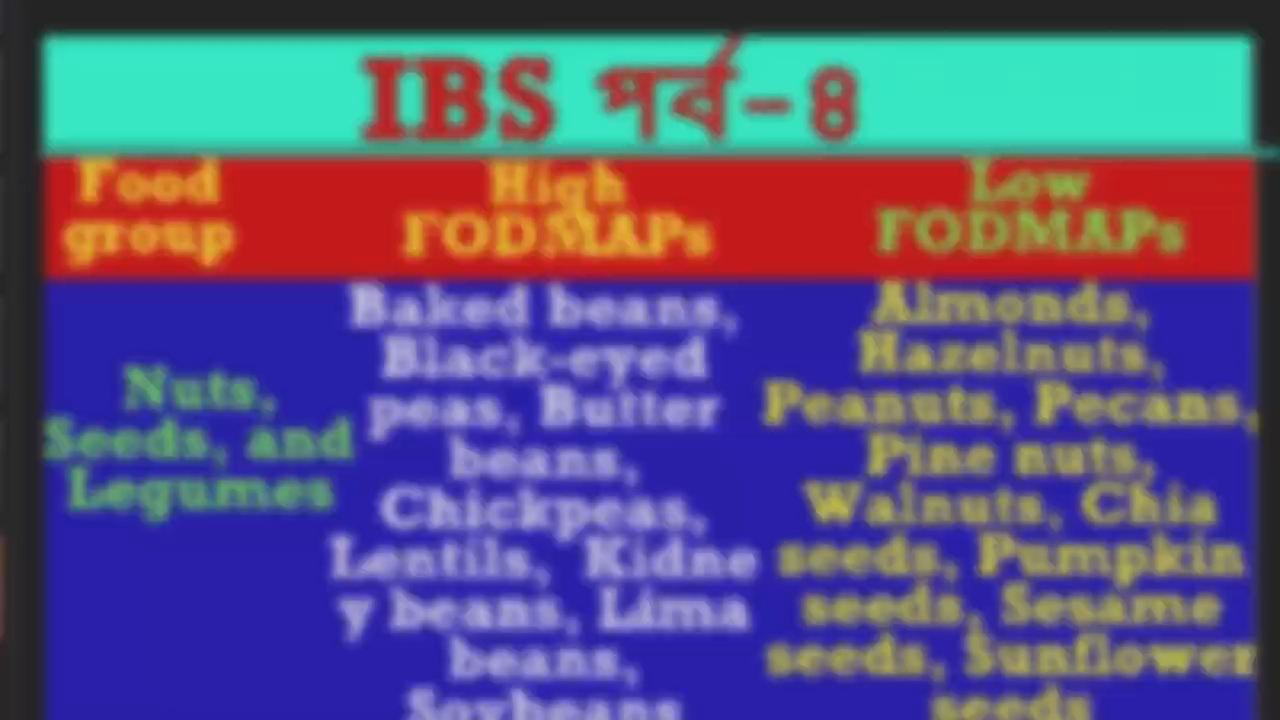 IBS পর্ব-৪
Food group
High FODMAPs
Low FODMAPs
Nuts,
Seeds, and
Legumes
Baked beans,
Black-eyed
peas, Butter
beans,
Chickpeas,
Lentils, Kidne
y beans, Lima
beans,
Soybeans
Almonds,
Hazelnuts,
Peanuts, Pecans,
Pine nuts,
Walnuts, Chia
seeds, Pumpkin
seeds, Sesame
seeds, Sunflower
seeds